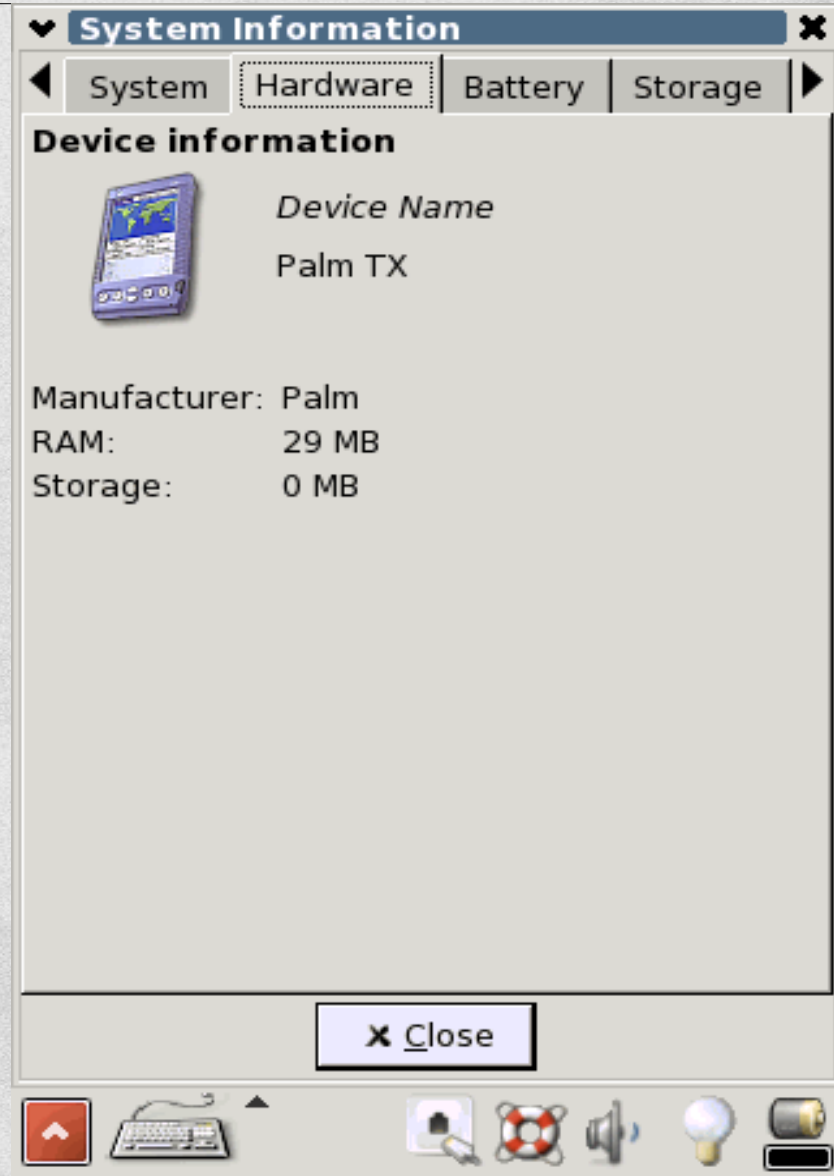 System Information
System Hardware Battery Storage
Device information
Device Name
Palm TX
Manufacturer: Palm
RAM: 29 MB
Storage: 0 MB
Close